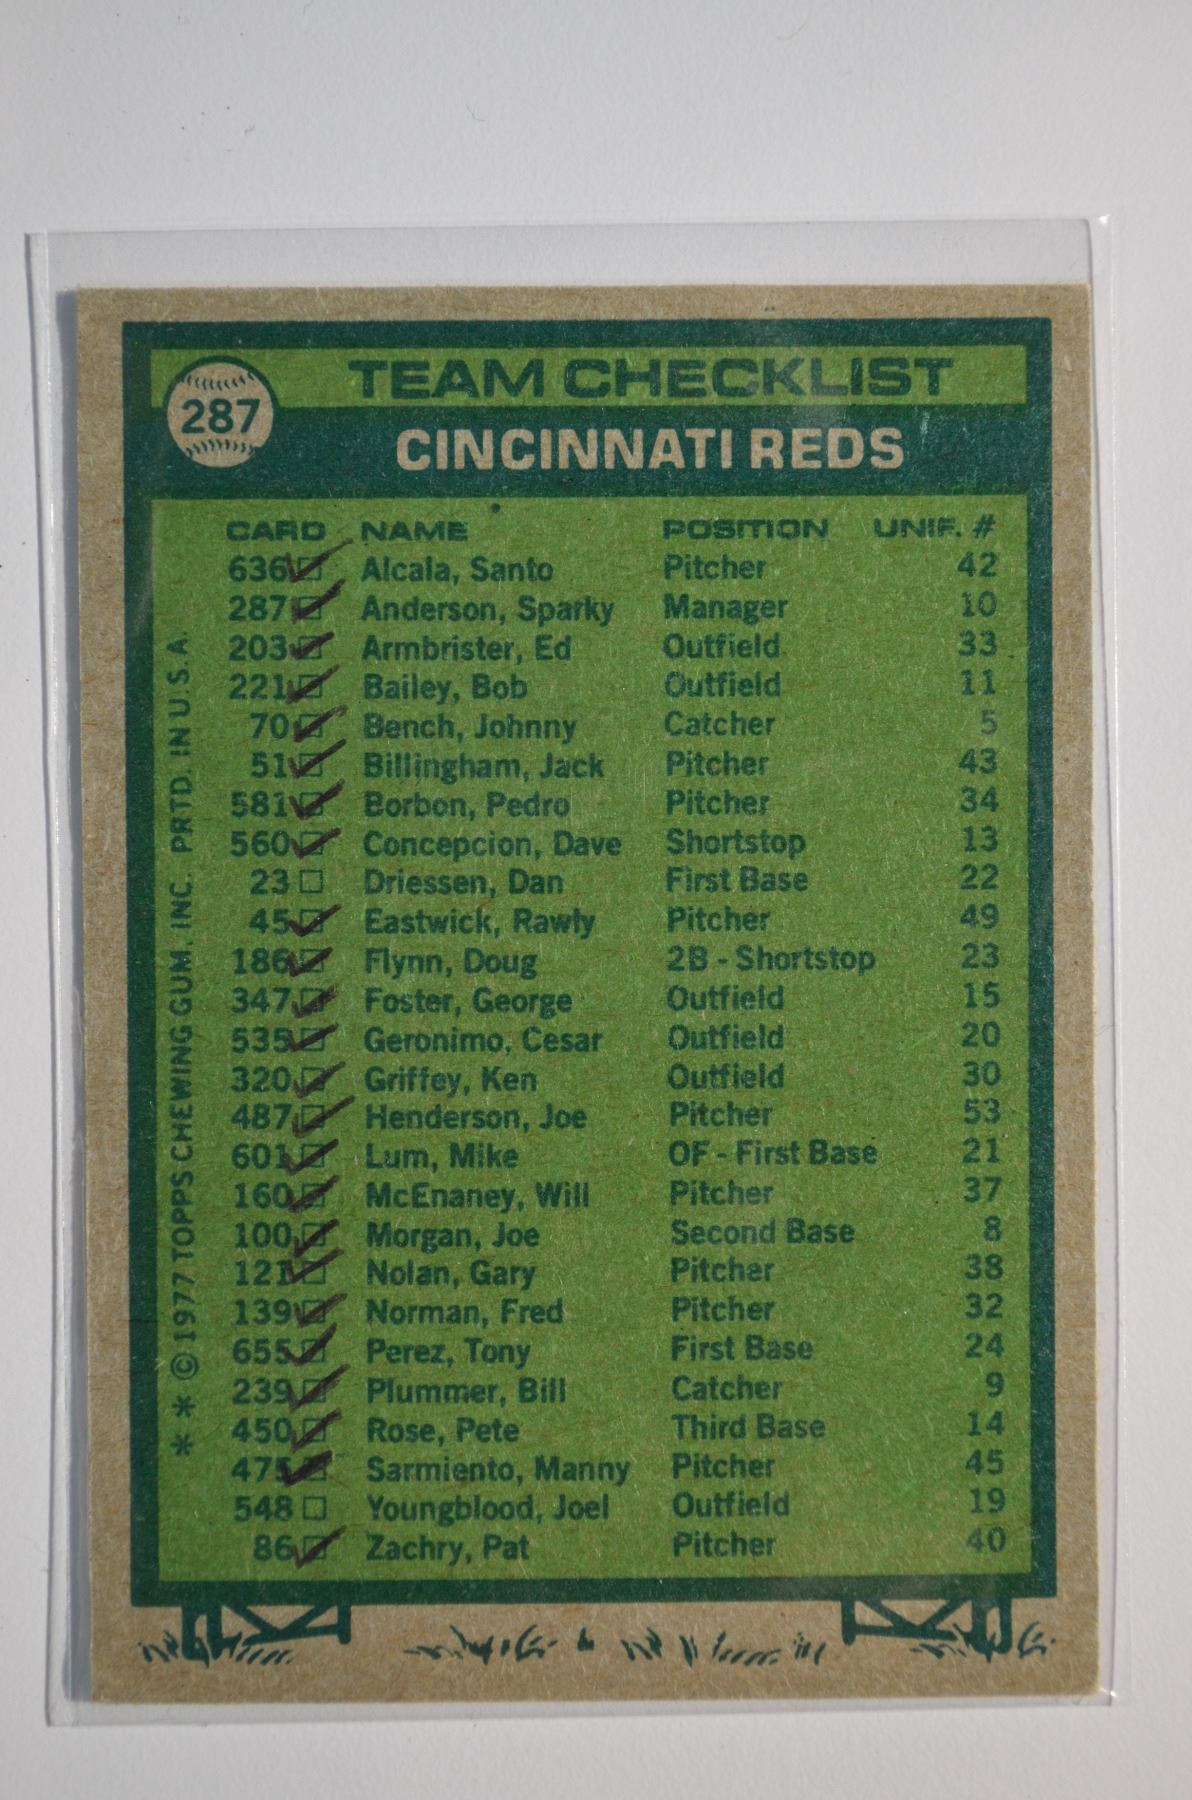 287
TEAM CHECKLIST
CINCINNATI REDS
CARD NAME POSITION UNIF. #
636 Alcala, Santo Pitcher 42
287 Anderson, Sparky Manager 10
203 Armbrister, Ed Outfield 33
221 Bailey, Bob Outfield 11
70 Bench, Johnny Catcher 5
51 Billingham, Jack Pitcher 43
581 Borbon, Pedro Pitcher 34
560 Concepcion, Dave Shortstop 13
23 Driessen, Dan First Base 22
45 Eastwick, Rawly Pitcher 49
186 Flynn, Doug 2B - Shortstop 23
347 Foster, George Outfield 15
535 Geronimo, Cesar Outfield 20
320 Griffey, Ken Outfield 30
487 Henderson, Joe Pitcher 53
601 Lum, Mike OF - First Base 21
160 McEnaney, Will Pitcher 37
100 Morgan, Joe Second Base 8
121 Nolan, Gary Pitcher 38
139 Norman, Fred Pitcher 32
655 Perez, Tony First Base 24
239 Plummer, Bill Catcher 9
450 Rose, Pete Third Base 14
475 Sarmiento, Manny Pitcher 45
548 Youngblood, Joel Outfield 19
86 Zachry, Pat Pitcher 40
* * © 1977 TOPPS CHEWING GUM, INC. PRTD. IN U.S.A.